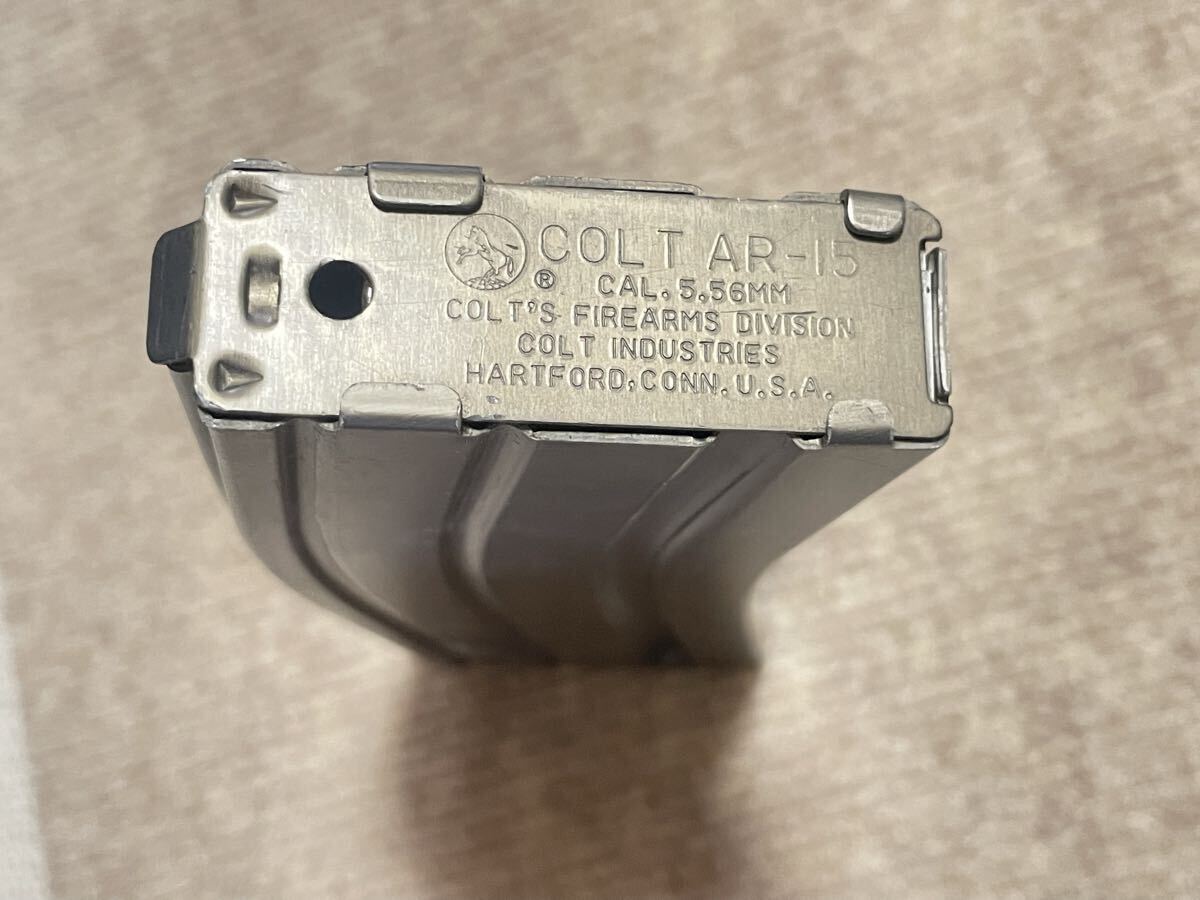 COLT AR-15
® CAL. 5.56MM
COLT'S FIREARMS DIVISION
COLT INDUSTRIES
HARTFORD, CONN. U.S.A.